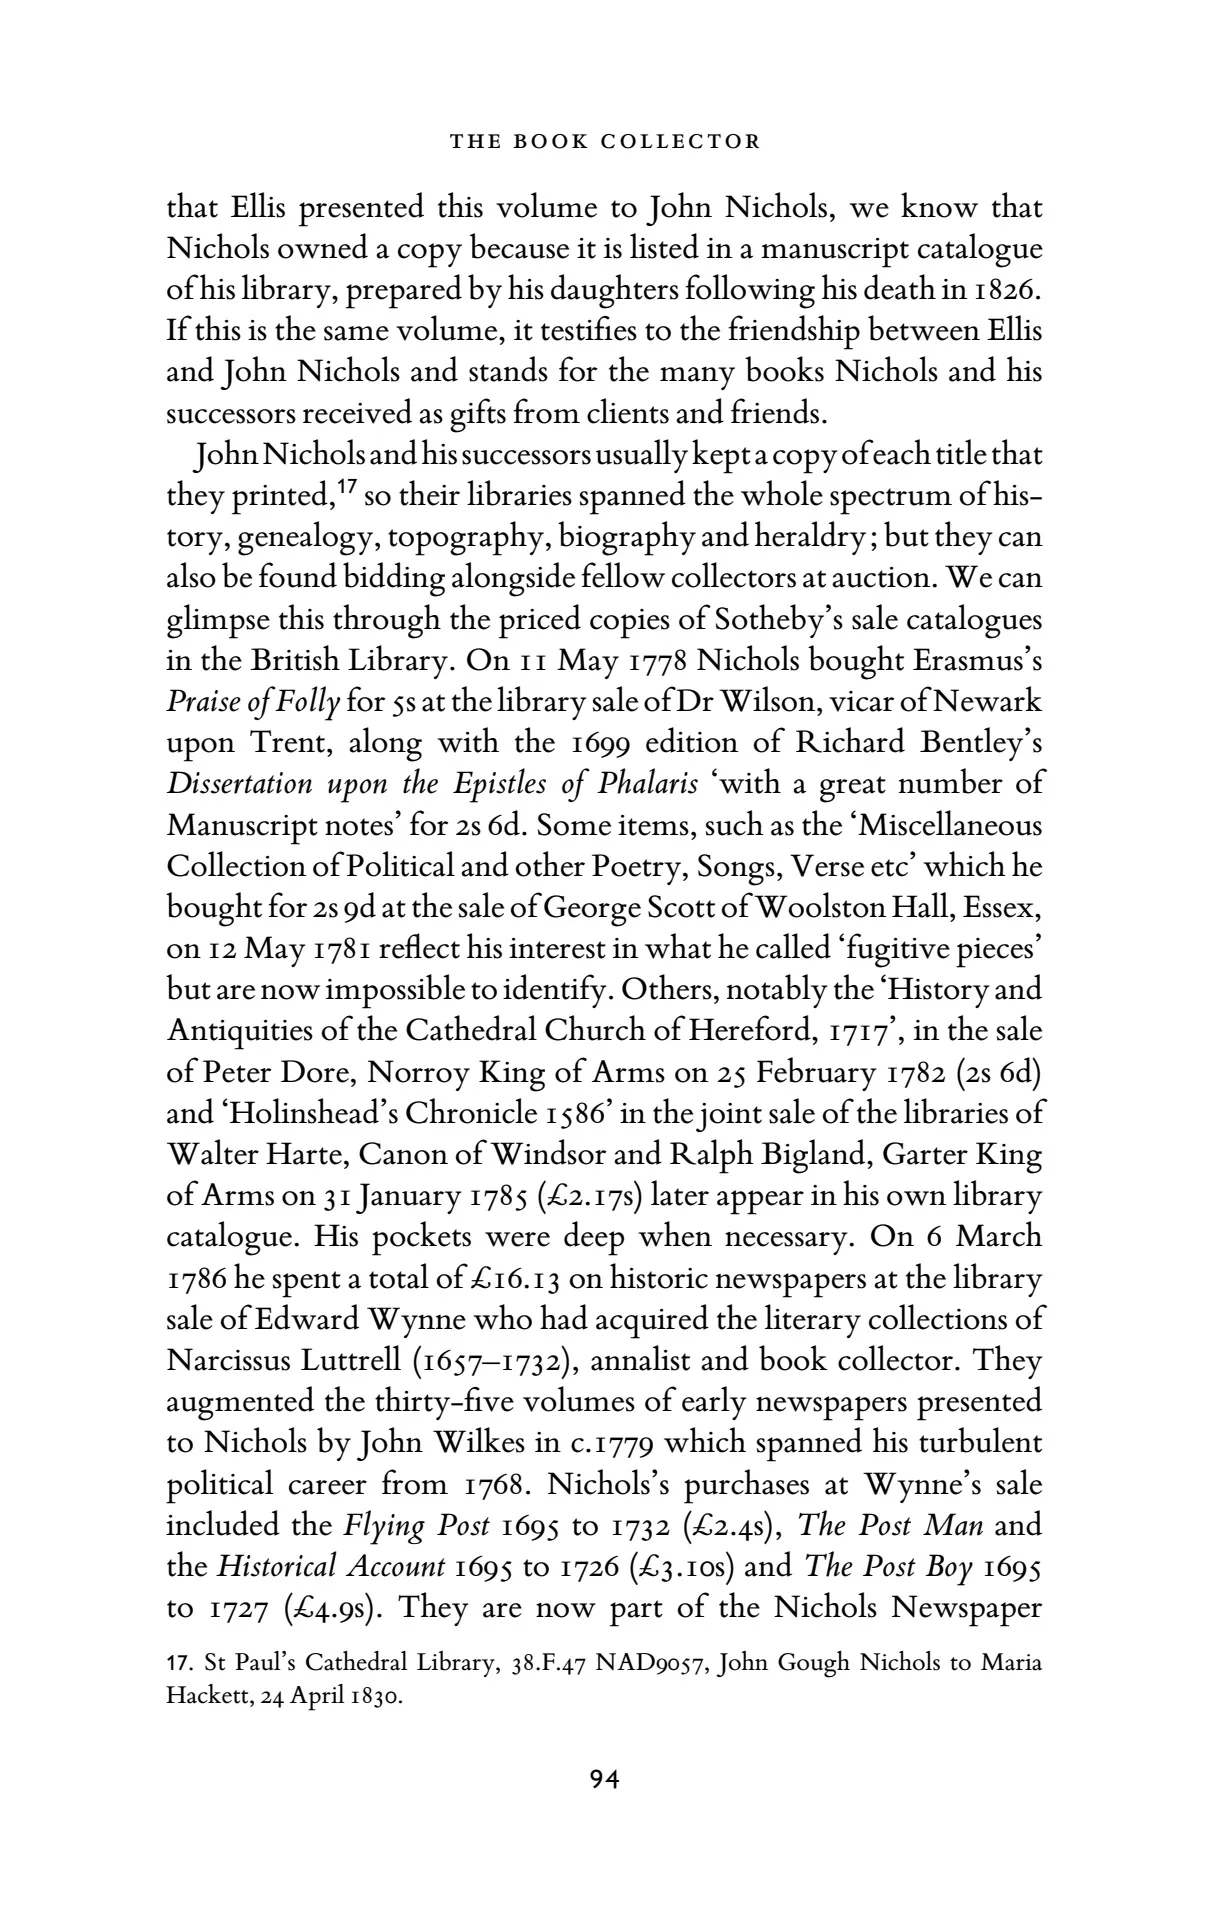 THE BOOK COLLECTOR
that Ellis presented this volume to John Nichols, we know that
Nichols owned a copy because it is listed in a manuscript catalogue
of his library, prepared by his daughters following his death in 1826.
If this is the same volume, it testifies to the friendship between Ellis
and John Nichols and stands for the many books Nichols and his
successors received as gifts from clients and friends.
John Nichols and his successors usually kept a copy of each title that
they printed,17 so their libraries spanned the whole spectrum of his-
tory, genealogy, topography, biography and heraldry; but they can
also be found bidding alongside fellow collectors at auction. We can
glimpse this through the priced copies of Sotheby’s sale catalogues
in the British Library. On 11 May 1778 Nichols bought Erasmus’s
Praise of Folly for 5s at the library sale of Dr Wilson, vicar of Newark
upon Trent, along with the 1699 edition of Richard Bentley’s
Dissertation upon the Epistles of Phalaris ‘with a great number of
Manuscript notes’ for 2s 6d. Some items, such as the ‘Miscellaneous
Collection of Political and other Poetry, Songs, Verse etc’ which he
bought for 2s 9d at the sale of George Scott of Woolston Hall, Essex,
on 12 May 1781 reflect his interest in what he called ‘fugitive pieces’
but are now impossible to identify. Others, notably the ‘History and
Antiquities of the Cathedral Church of Hereford, 1717’, in the sale
of Peter Dore, Norroy King of Arms on 25 February 1782 (2s 6d)
and ‘Holinshead’s Chronicle 1586’ in the joint sale of the libraries of
Walter Harte, Canon of Windsor and Ralph Bigland, Garter King
of Arms on 31 January 1785 (£2.17s) later appear in his own library
catalogue. His pockets were deep when necessary. On 6 March
1786 he spent a total of £16.13 on historic newspapers at the library
sale of Edward Wynne who had acquired the literary collections of
Narcissus Luttrell (1657–1732), annalist and book collector. They
augmented the thirty-five volumes of early newspapers presented
to Nichols by John Wilkes in c.1779 which spanned his turbulent
political career from 1768. Nichols’s purchases at Wynne’s sale
included the Flying Post 1695 to 1732 (£2.4s), The Post Man and
the Historical Account 1695 to 1726 (£3.10s) and The Post Boy 1695
to 1727 (£4.9s). They are now part of the Nichols Newspaper
17. St Paul’s Cathedral Library, 38.F.47 NAD9057, John Gough Nichols to Maria
Hackett, 24 April 1830.
94